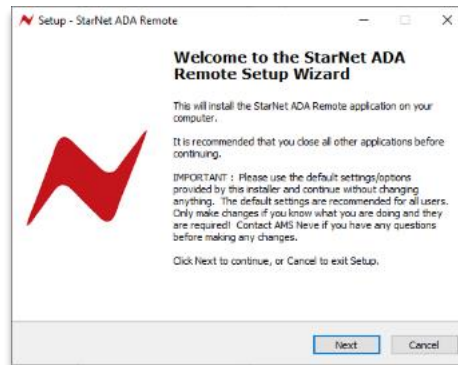 Setup - StarNet ADA Remote
Welcome to the StarNet ADA
Remote Setup Wizard
This will install the StarNet ADA Remote application on your
computer.
It is recommended that you close all other applications before
continuing.
IMPORTANT : Please use the default settings/options
provided by this installer and continue without changing
anything. The default settings are recommended for all users.
Only make changes if you know what you are doing and they
are required! Contact AMS Neve if you have any questions
before making any changes.
Click Next to continue, or Cancel to exit Setup.
Next Cancel